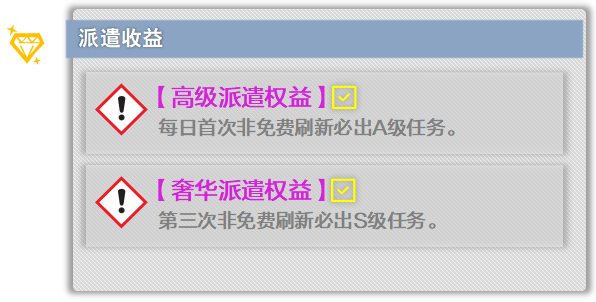 派遣收益
【高级派遣权益】
每日首次非免费刷新必出A级任务。
【奢华派遣权益】
第三次非免费刷新必出S级任务。